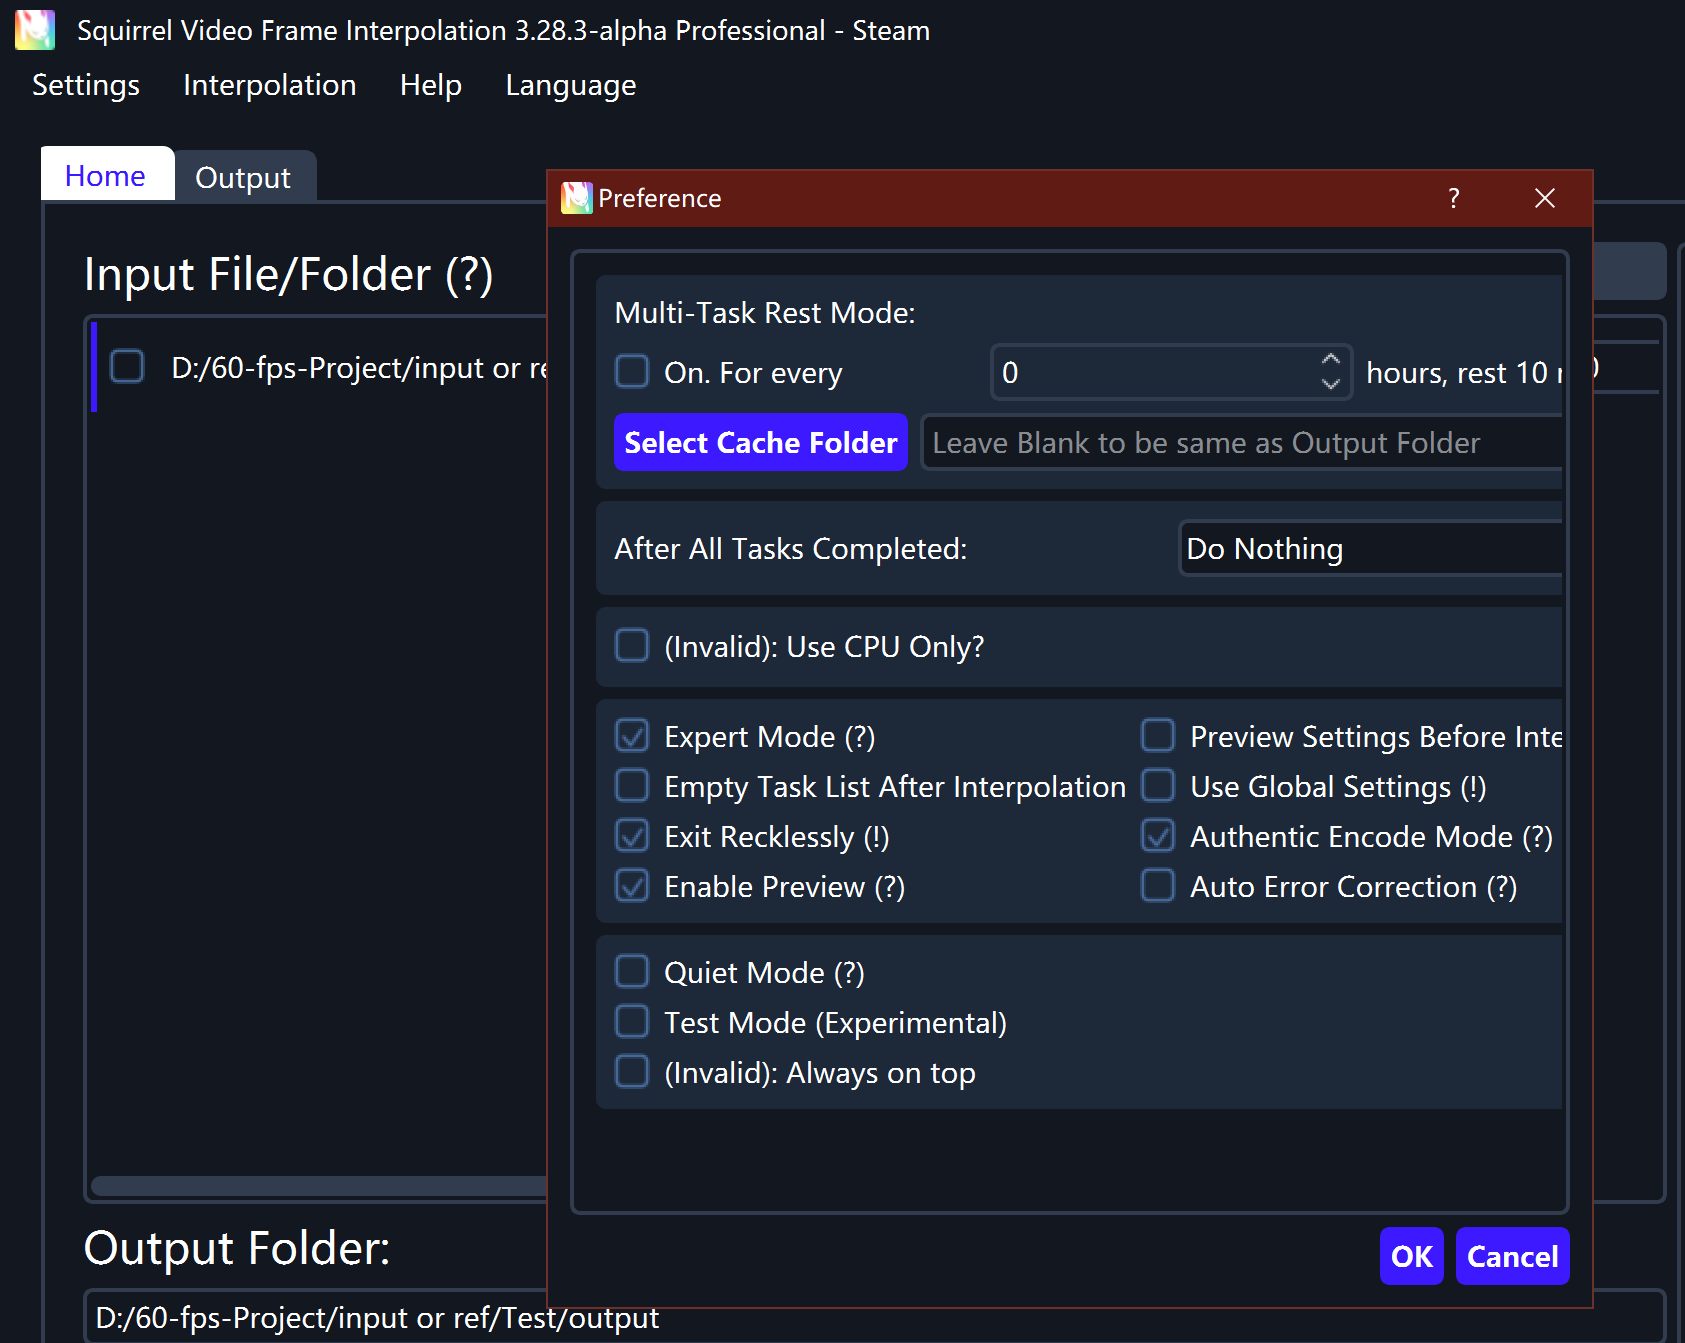 Squirrel Video Frame Interpolation 3.28.3-alpha Professional - Steam
Settings Interpolation Help Language
Home Output
Preference ?
Input File/Folder (?)
D:/60-fps-Project/input or
Multi-Task Rest Mode:
On. For every 0 hours, rest 10
Select Cache Folder Leave Blank to be same as Output Folder
After All Tasks Completed: Do Nothing
(Invalid): Use CPU Only?
Expert Mode (?) Preview Settings Before Inte
Empty Task List After Interpolation Use Global Settings (!)
Exit Recklessly (!) Authentic Encode Mode (?)
Enable Preview (?) Auto Error Correction (?)
Quiet Mode (?)
Test Mode (Experimental)
(Invalid): Always on top
OK Cancel
Output Folder:
D:/60-fps-Project/input or ref/Test/output